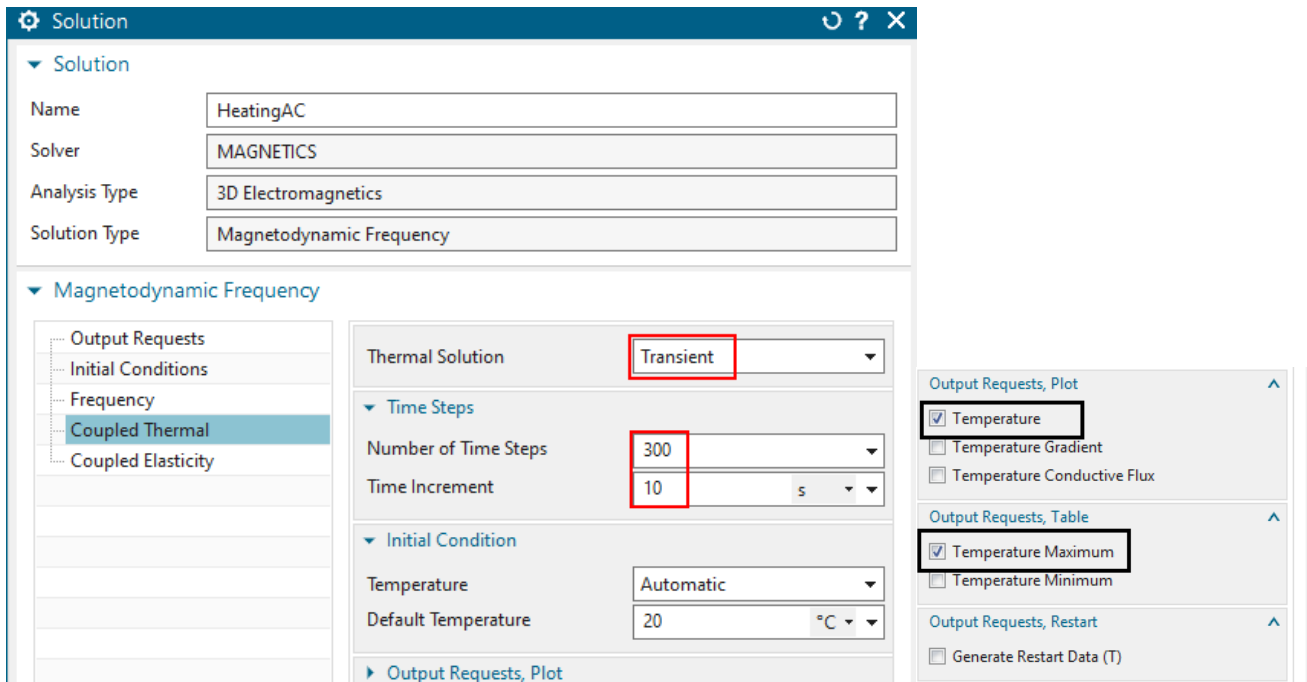 Solution
?
Solution
Name HeatingAC
Solver MAGNETICS
Analysis Type 3D Electromagnetics
Solution Type Magnetodynamic Frequency
Magnetodynamic Frequency
Output Requests
Initial Conditions
Frequency
Coupled Thermal
Coupled Elasticity
Thermal Solution Transient
Time Steps
Number of Time Steps 300
Time Increment 10 s
Initial Condition
Temperature Automatic
Default Temperature 20 °C
Output Requests, Plot
Output Requests, Plot
Temperature
Temperature Gradient
Temperature Conductive Flux
Output Requests, Table
Temperature Maximum
Temperature Minimum
Output Requests, Restart
Generate Restart Data (T)